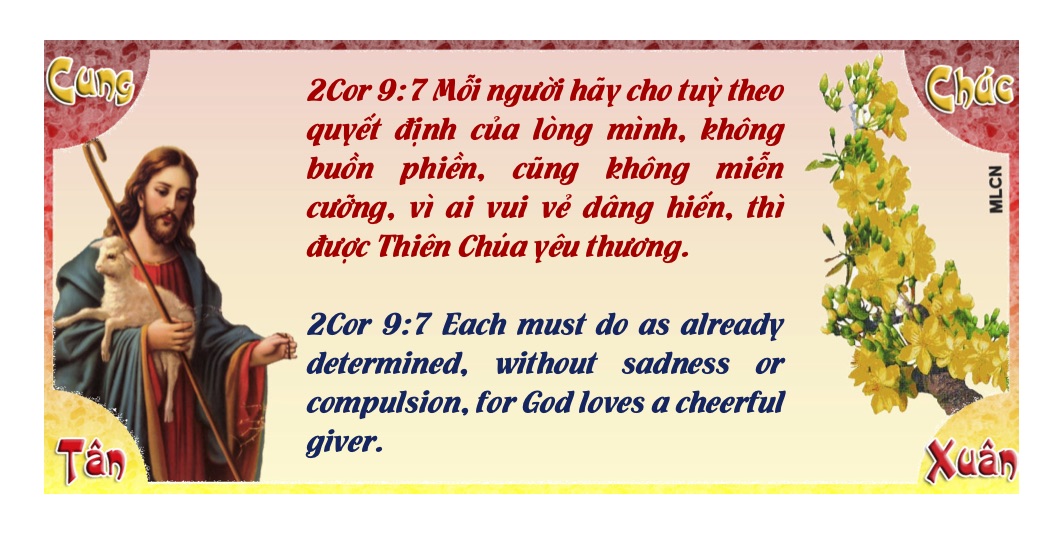 Cung
Chúc
2Cor 9:7 Mỗi người hãy cho tuỳ theo
quyết định của lòng mình, không
buồn phiền, cũng không miễn
cưỡng, vì ai vui vẻ dâng hiến, thì
được Thiên Chúa yêu thương.
MLCN
2Cor 9:7 Each must do as already
determined, without sadness or
compulsion, for God loves a cheerful
giver.
Tân
Xuân